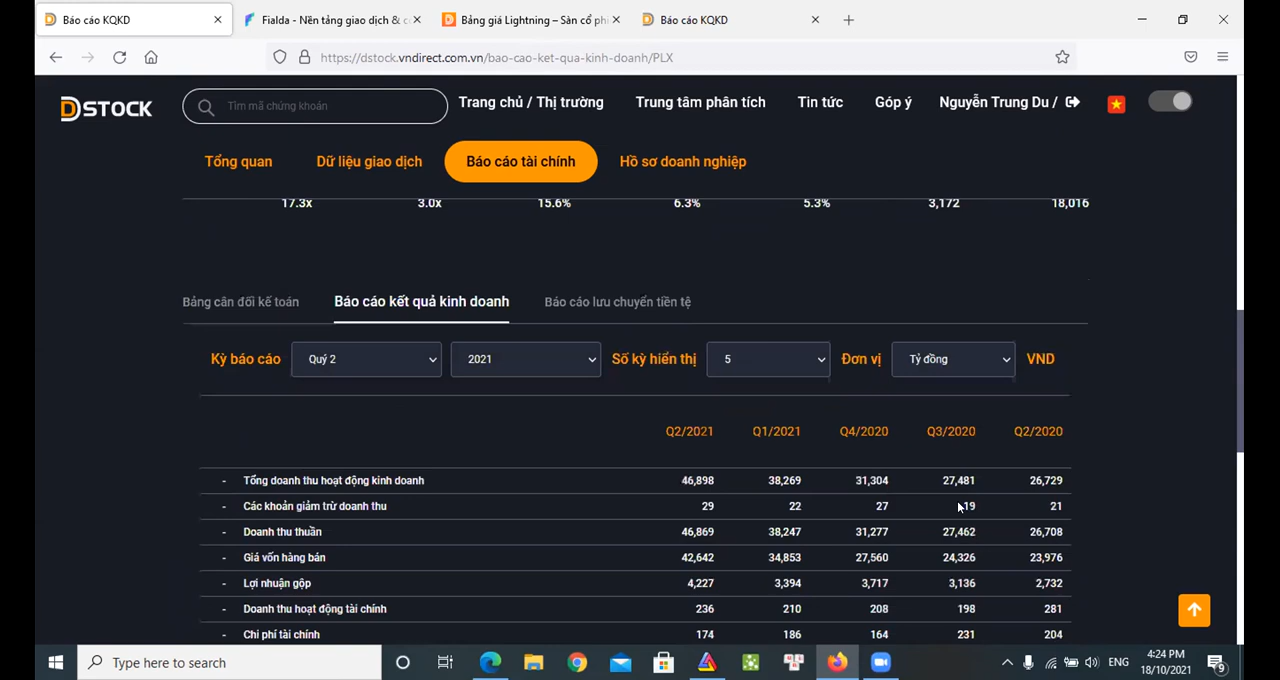 Báo cáo KQKD
Fialda - Nền tảng giao dịch & c
Bảng giá Lightning – Sàn cổ ph
Báo cáo KQKD
https://dstock.vndirect.com.vn/bao-cao-ket-qua-kinh-doanh/PLX
DSTOCK
Tìm mã chứng khoán
Trang chủ / Thị trường
Trung tâm phân tích
Tin tức
Góp ý
Nguyễn Trung Du /
Tổng quan
Dữ liệu giao dịch
Báo cáo tài chính
Hồ sơ doanh nghiệp
17.3x 3.0x 15.6% 6.3% 5.3% 3,172 18,016
Bảng cân đối kế toán
Báo cáo kết quả kinh doanh
Báo cáo lưu chuyển tiền tệ
Kỳ báo cáo Quý 2 2021 Số kỳ hiển thị 5 Đơn vị Tỷ đồng VND
Q2/2021 Q1/2021 Q4/2020 Q3/2020 Q2/2020
- Tổng doanh thu hoạt động kinh doanh 46,898 38,269 31,304 27,481 26,729
- Các khoản giảm trừ doanh thu 29 22 27 19 21
- Doanh thu thuần 46,869 38,247 31,277 27,462 26,708
- Giá vốn hàng bán 42,642 34,853 27,560 24,326 23,976
- Lợi nhuận gộp 4,227 3,394 3,717 3,136 2,732
- Doanh thu hoạt động tài chính 236 210 208 198 281
- Chi phí tài chính 174 186 164 231 204
Type here to search
ENG
4:24 PM
18/10/2021
9